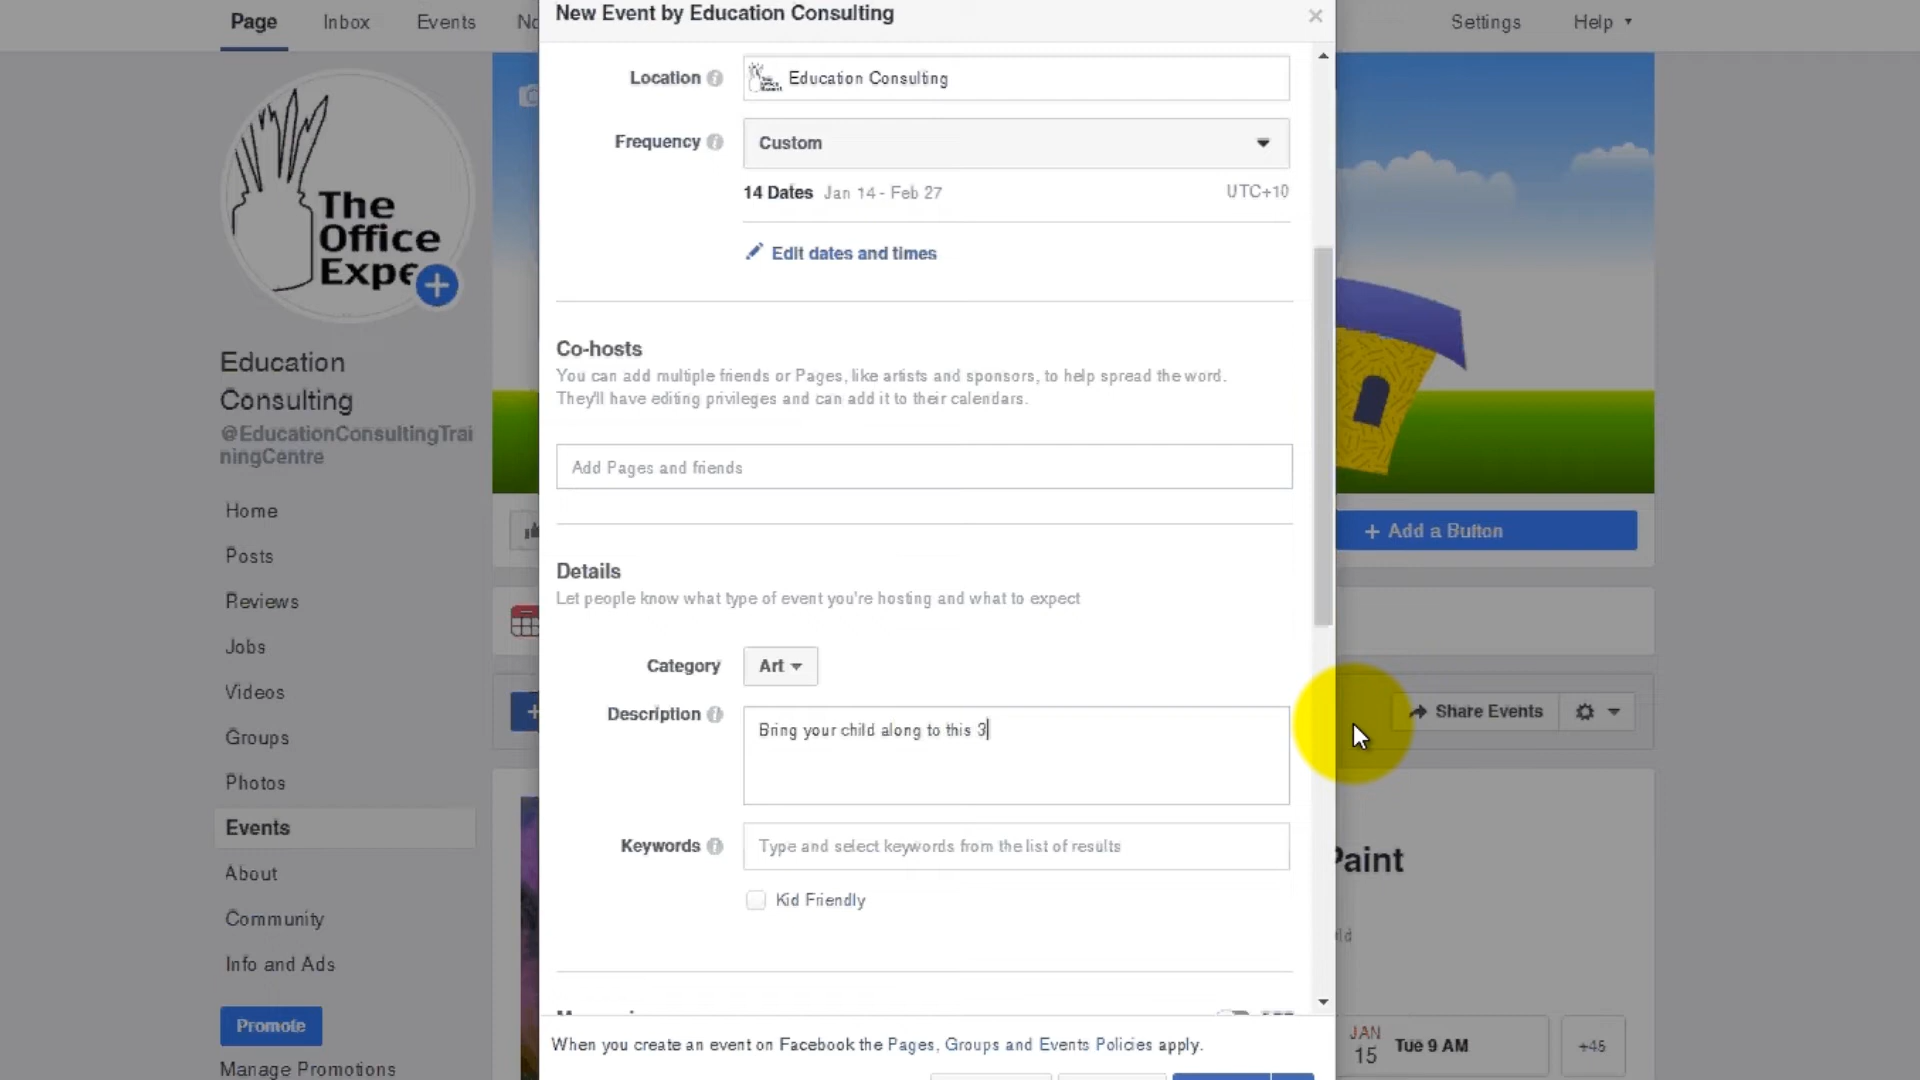 Page
Inbox
Events
Settings
Help
New Event by Education Consulting
×
Location
Education Consulting
Frequency
Custom
14 Dates Jan 14 - Feb 27
UTC+10
Edit dates and times
The
Office
Education
Consulting
@EducationConsultingTrai
ningCentre
Home
Posts
Reviews
Jobs
Videos
Groups
Photos
Events
About
Community
Info and Ads
Promote
Manage Promotions
Co-hosts
You can add multiple friends or Pages, like artists and sponsors, to help spread the word.
They'll have editing privileges and can add it to their calendars.
Add Pages and friends
Details
Let people know what type of event you're hosting and what to expect
Category
Art
Description
Bring your child along to this 3
Keywords
Type and select keywords from the list of results
Kid Friendly
When you create an event on Facebook the Pages, Groups and Events Policies apply.
+ Add a Button
Share Events
Paint
JAN
15
Tue 9 AM
+45